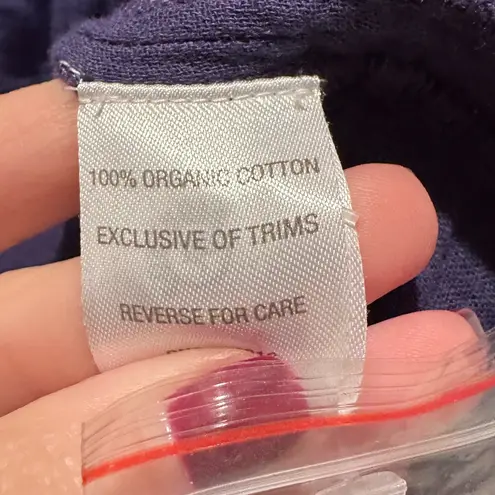 100% ORGANIC COTTON
EXCLUSIVE OF TRIMS
REVERSE FOR CARE